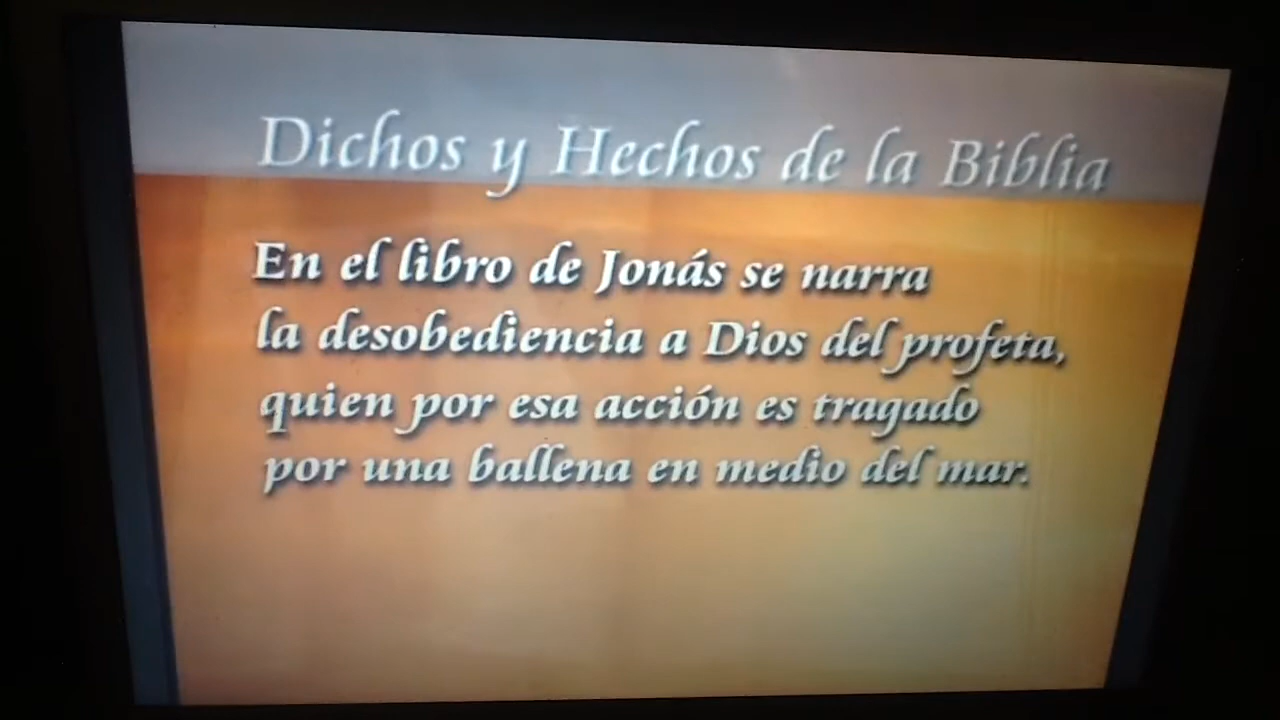 Dichos y Hechos de la Biblia
En el libro de Jonás se narra
la desobediencia a Dios del profeta,
quien por esa acción es tragado
por una ballena en medio del mar.